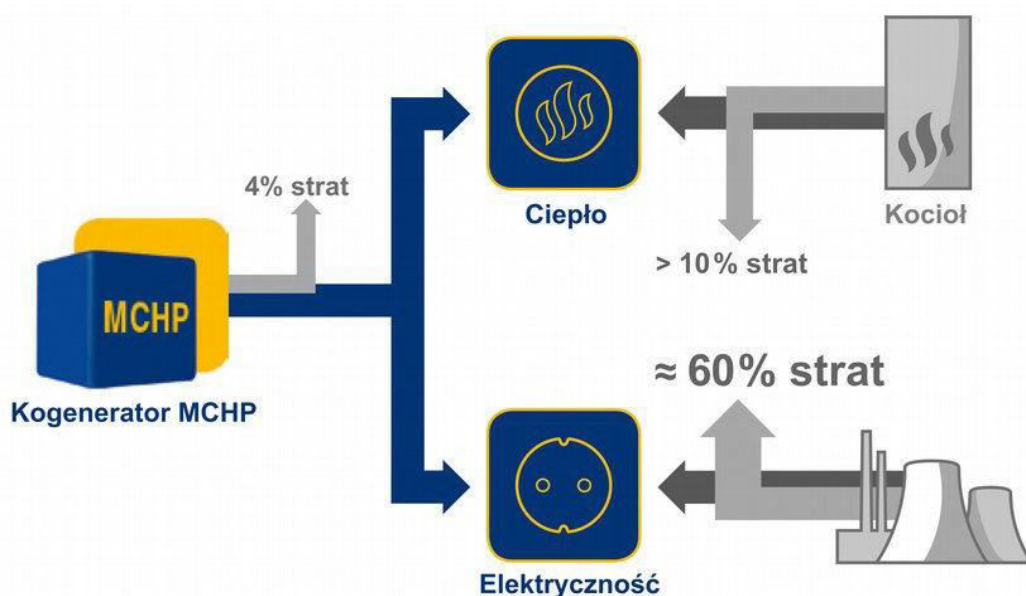 4% strat
MCHP
Kogenerator MCHP
Ciepło
Kocioł
> 10% strat
≈ 60% strat
Elektryczność